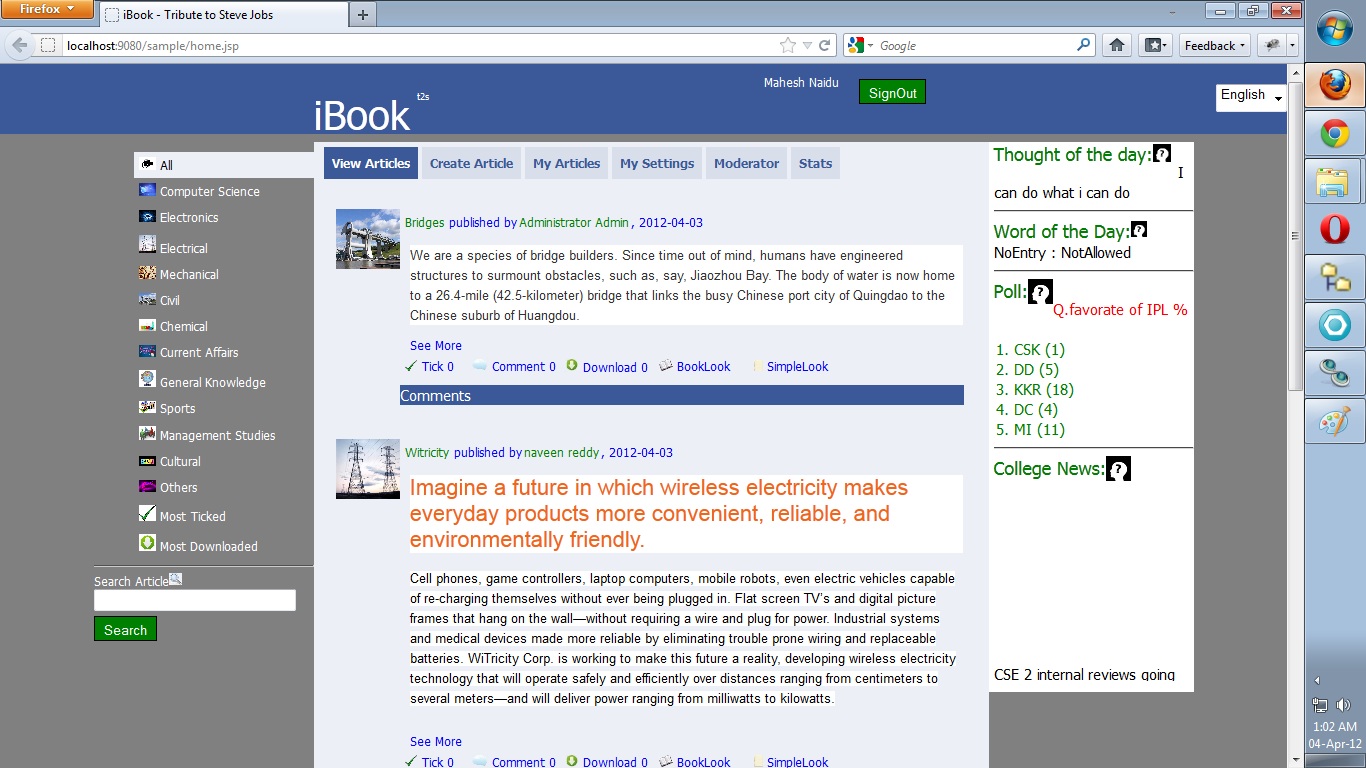 Firefox
iBook - Tribute to Steve Jobs
localhost:9080/sample/home.jsp
Google
Feedback
iBook t2s
Mahesh Naidu
SignOut
English
All
Computer Science
Electronics
Electrical
Mechanical
Civil
Chemical
Current Affairs
General Knowledge
Sports
Management Studies
Cultural
Others
Most Ticked
Most Downloaded
Search Article
Search
View Articles
Create Article
My Articles
My Settings
Moderator
Stats
Bridges published by Administrator Admin , 2012-04-03
We are a species of bridge builders. Since time out of mind, humans have engineered
structures to surmount obstacles, such as, say, Jiaozhou Bay. The body of water is now home
to a 26.4-mile (42.5-kilometer) bridge that links the busy Chinese port city of Quingdao to the
Chinese suburb of Huangdou.
See More
Tick 0 Comment 0 Download 0 BookLook SimpleLook
Comments
Witricity published by naveen reddy , 2012-04-03
Imagine a future in which wireless electricity makes
everyday products more convenient, reliable, and
environmentally friendly.
Cell phones, game controllers, laptop computers, mobile robots, even electric vehicles capable
of re-charging themselves without ever being plugged in. Flat screen TV's and digital picture
frames that hang on the wall—without requiring a wire and plug for power. Industrial systems
and medical devices made more reliable by eliminating trouble prone wiring and replaceable
batteries. WiTricity Corp. is working to make this future a reality, developing wireless electricity
technology that will operate safely and efficiently over distances ranging from centimeters to
several meters—and will deliver power ranging from milliwatts to kilowatts.
See More
Tick 0 Comment 0 Download 0 BookLook SimpleLook
Thought of the day:
I
can do what i can do
Word of the Day:
NoEntry : NotAllowed
Poll:
Q.favorate of IPL %
1. CSK (1)
2. DD (5)
3. KKR (18)
4. DC (4)
5. MI (11)
College News:
CSE 2 internal reviews going
1:02 AM
04-Apr-12